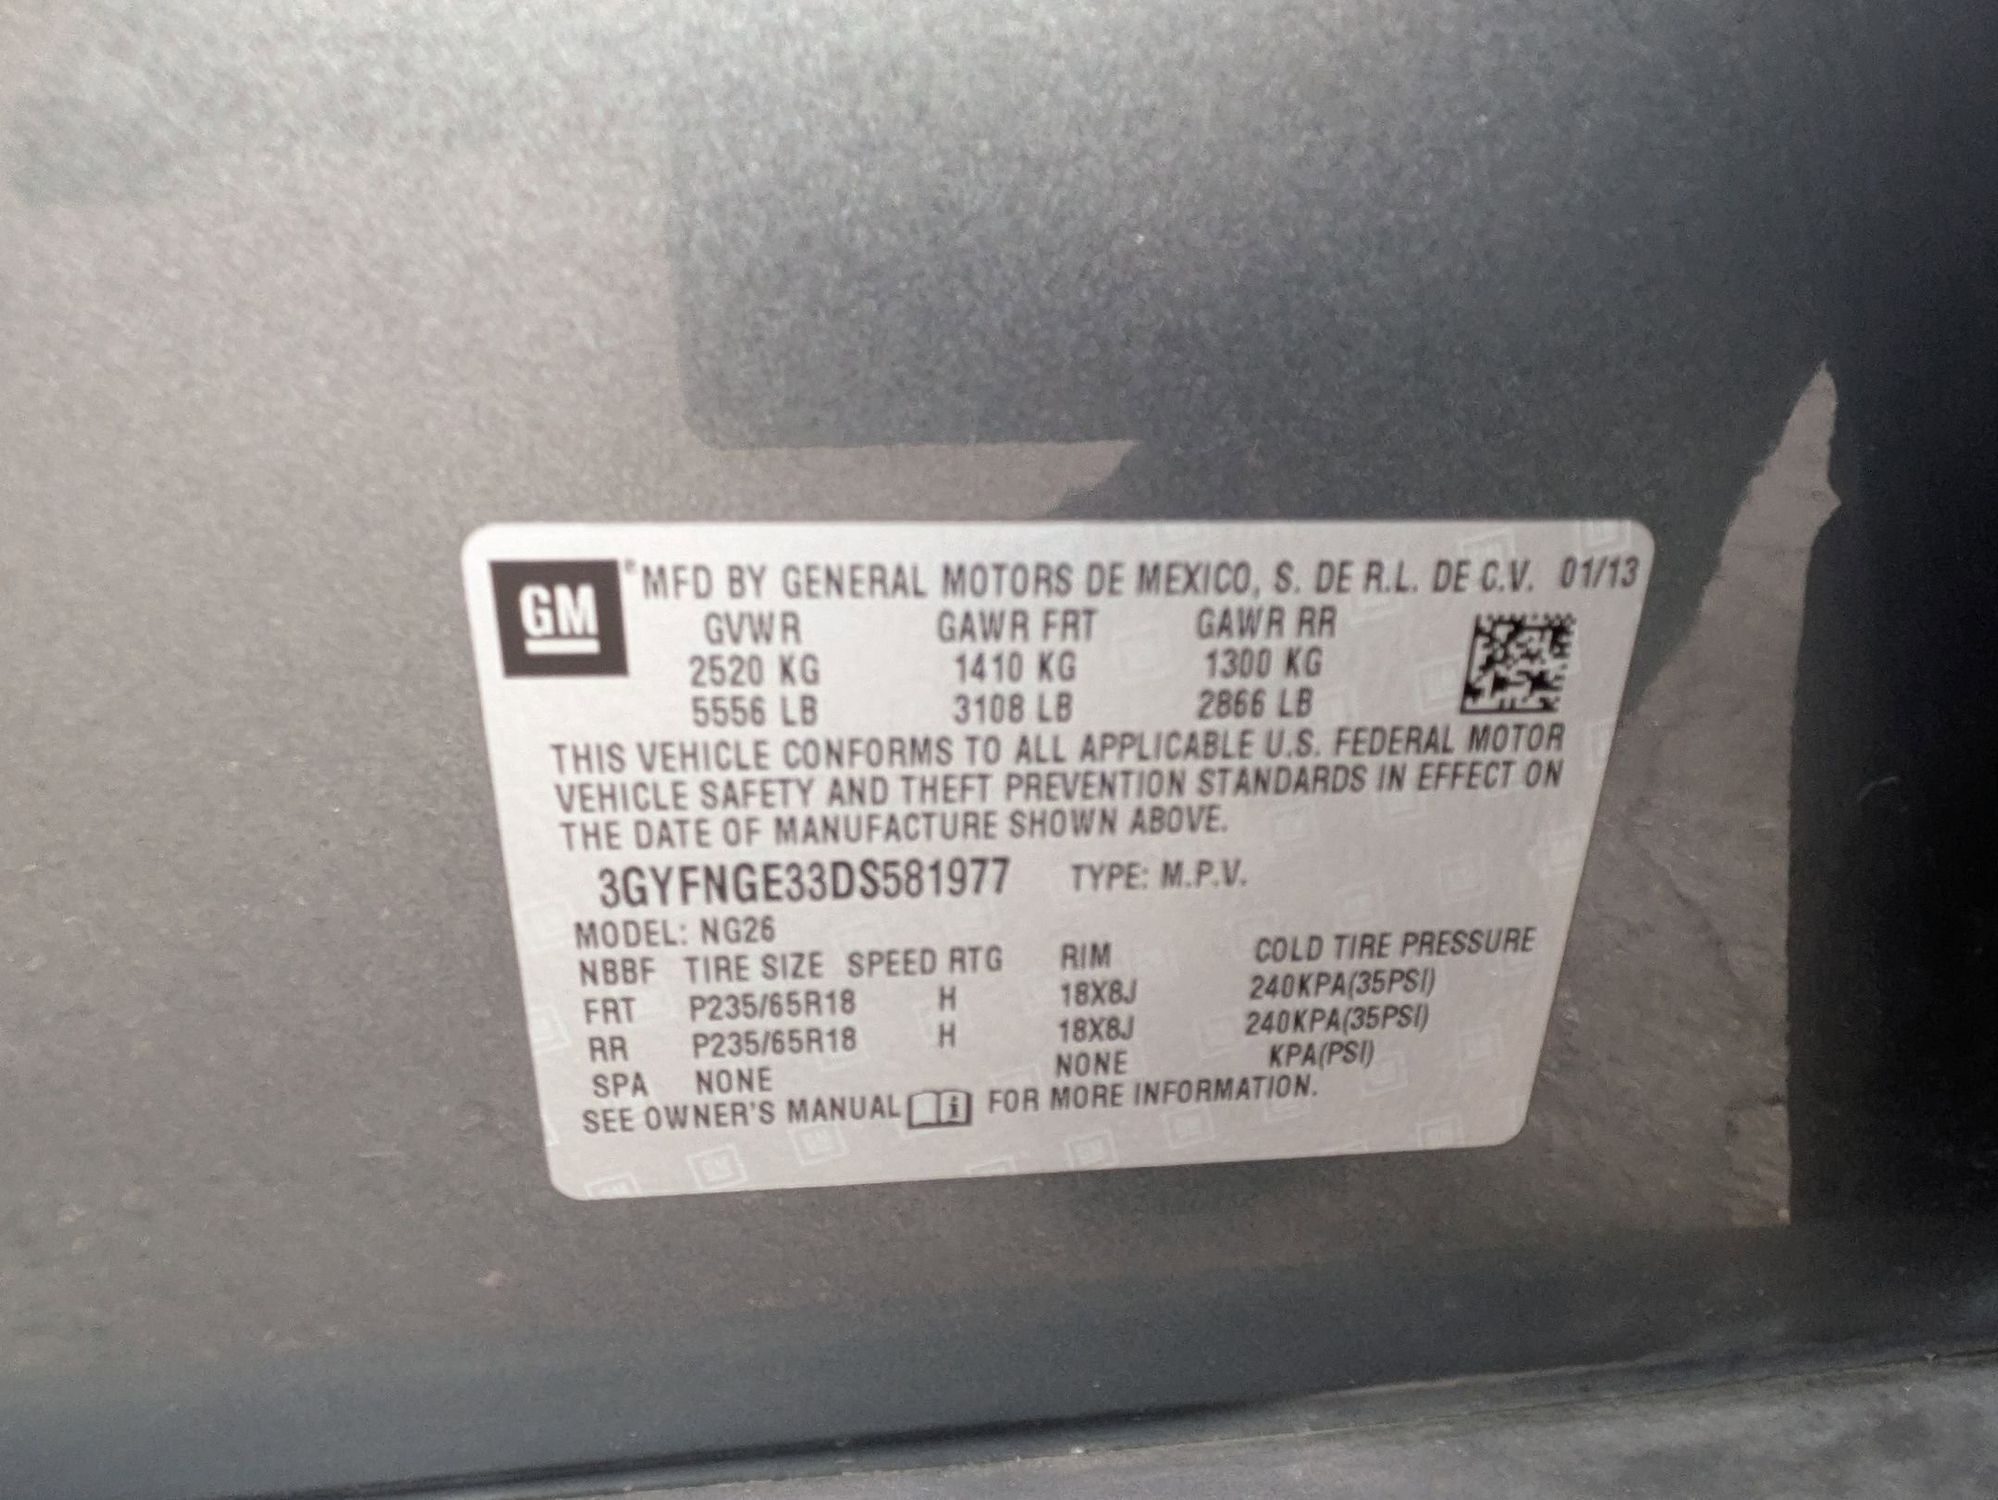 GM ®MFD BY GENERAL MOTORS DE MEXICO, S. DE R.L. DE C.V. 01/13
GVWR GAWR FRT GAWR RR
2520 KG 1410 KG 1300 KG
5556 LB 3108 LB 2866 LB
THIS VEHICLE CONFORMS TO ALL APPLICABLE U.S. FEDERAL MOTOR
VEHICLE SAFETY AND THEFT PREVENTION STANDARDS IN EFFECT ON
THE DATE OF MANUFACTURE SHOWN ABOVE.
3GYFNGE33DS581977 TYPE: M.P.V.
MODEL: NG26
NBBF TIRE SIZE SPEED RTG RIM COLD TIRE PRESSURE
FRT P235/65R18 H 18X8J 240KPA(35PSI)
RR P235/65R18 H 18X8J 240KPA(35PSI)
SPA NONE NONE KPA(PSI)
SEE OWNER'S MANUAL i FOR MORE INFORMATION.